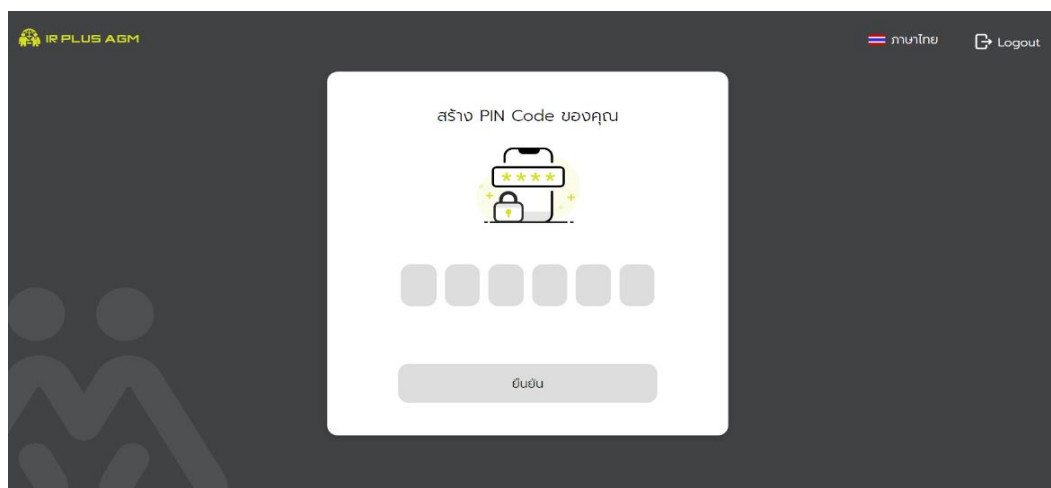 IR PLUS AGM
ภาษาไทย
Logout
สร้าง PIN Code ของคุณ
****
ยืนยัน